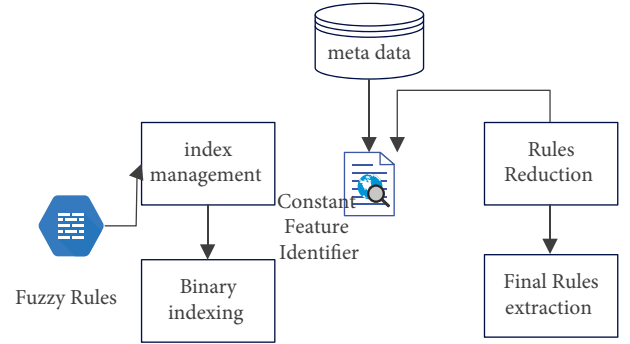 meta data
index
management
Rules
Reduction
Constant
Feature
Identifier
Fuzzy Rules
Binary
indexing
Final Rules
extraction